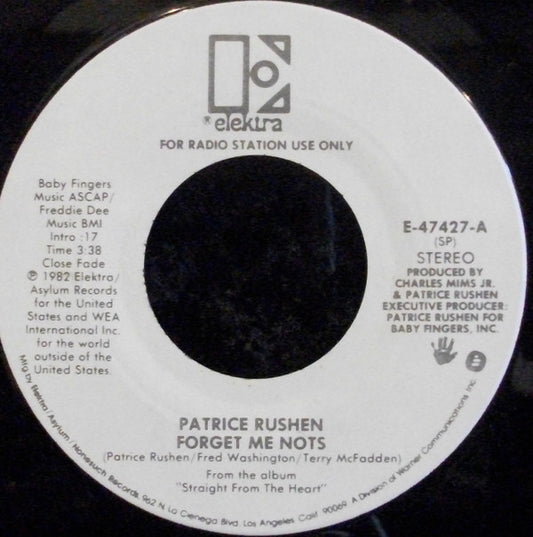 ® elektra
FOR RADIO STATION USE ONLY
Baby Fingers
Music ASCAP/
Freddie Dee
Music BMI
Intro :17
Time 3:38
Close Fade
℗ 1982 Elektra/
Asylum Records
for the United
States and WEA
International Inc.
for the world
outside of the
United States.
E-47427-A
(SP)
STEREO
PRODUCED BY
CHARLES MIMS JR.
& PATRICE RUSHEN
EXECUTIVE PRODUCER:
PATRICE RUSHEN FOR
BABY FINGERS, INC.
PATRICE RUSHEN
FORGET ME NOTS
(Patrice Rushen/Fred Washington/Terry McFadden)
From the album
"Straight From The Heart"
Mfg by Elektra/Asylum/Nonesuch Records, 962 N. La Cienega Blvd. Los Angeles, Calif. 90069. A Division of Warner Communications Inc.